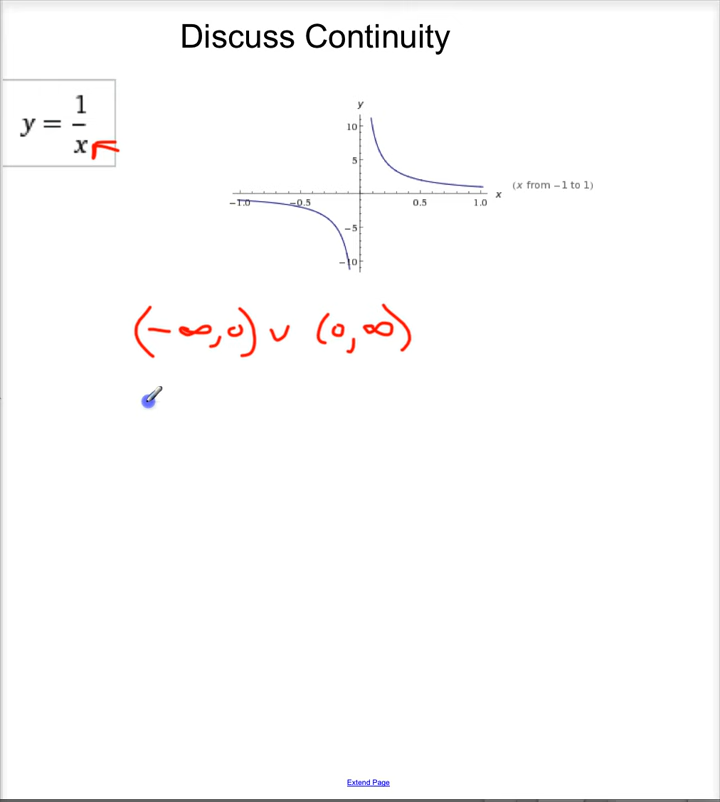 Discuss Continuity
y = 1/x
y
10
5
(x from −1 to 1)
−1.0 −0.5 0.5 1.0 x
−5
−10
(-∞,0) ∪ (0,∞)
Extend Page